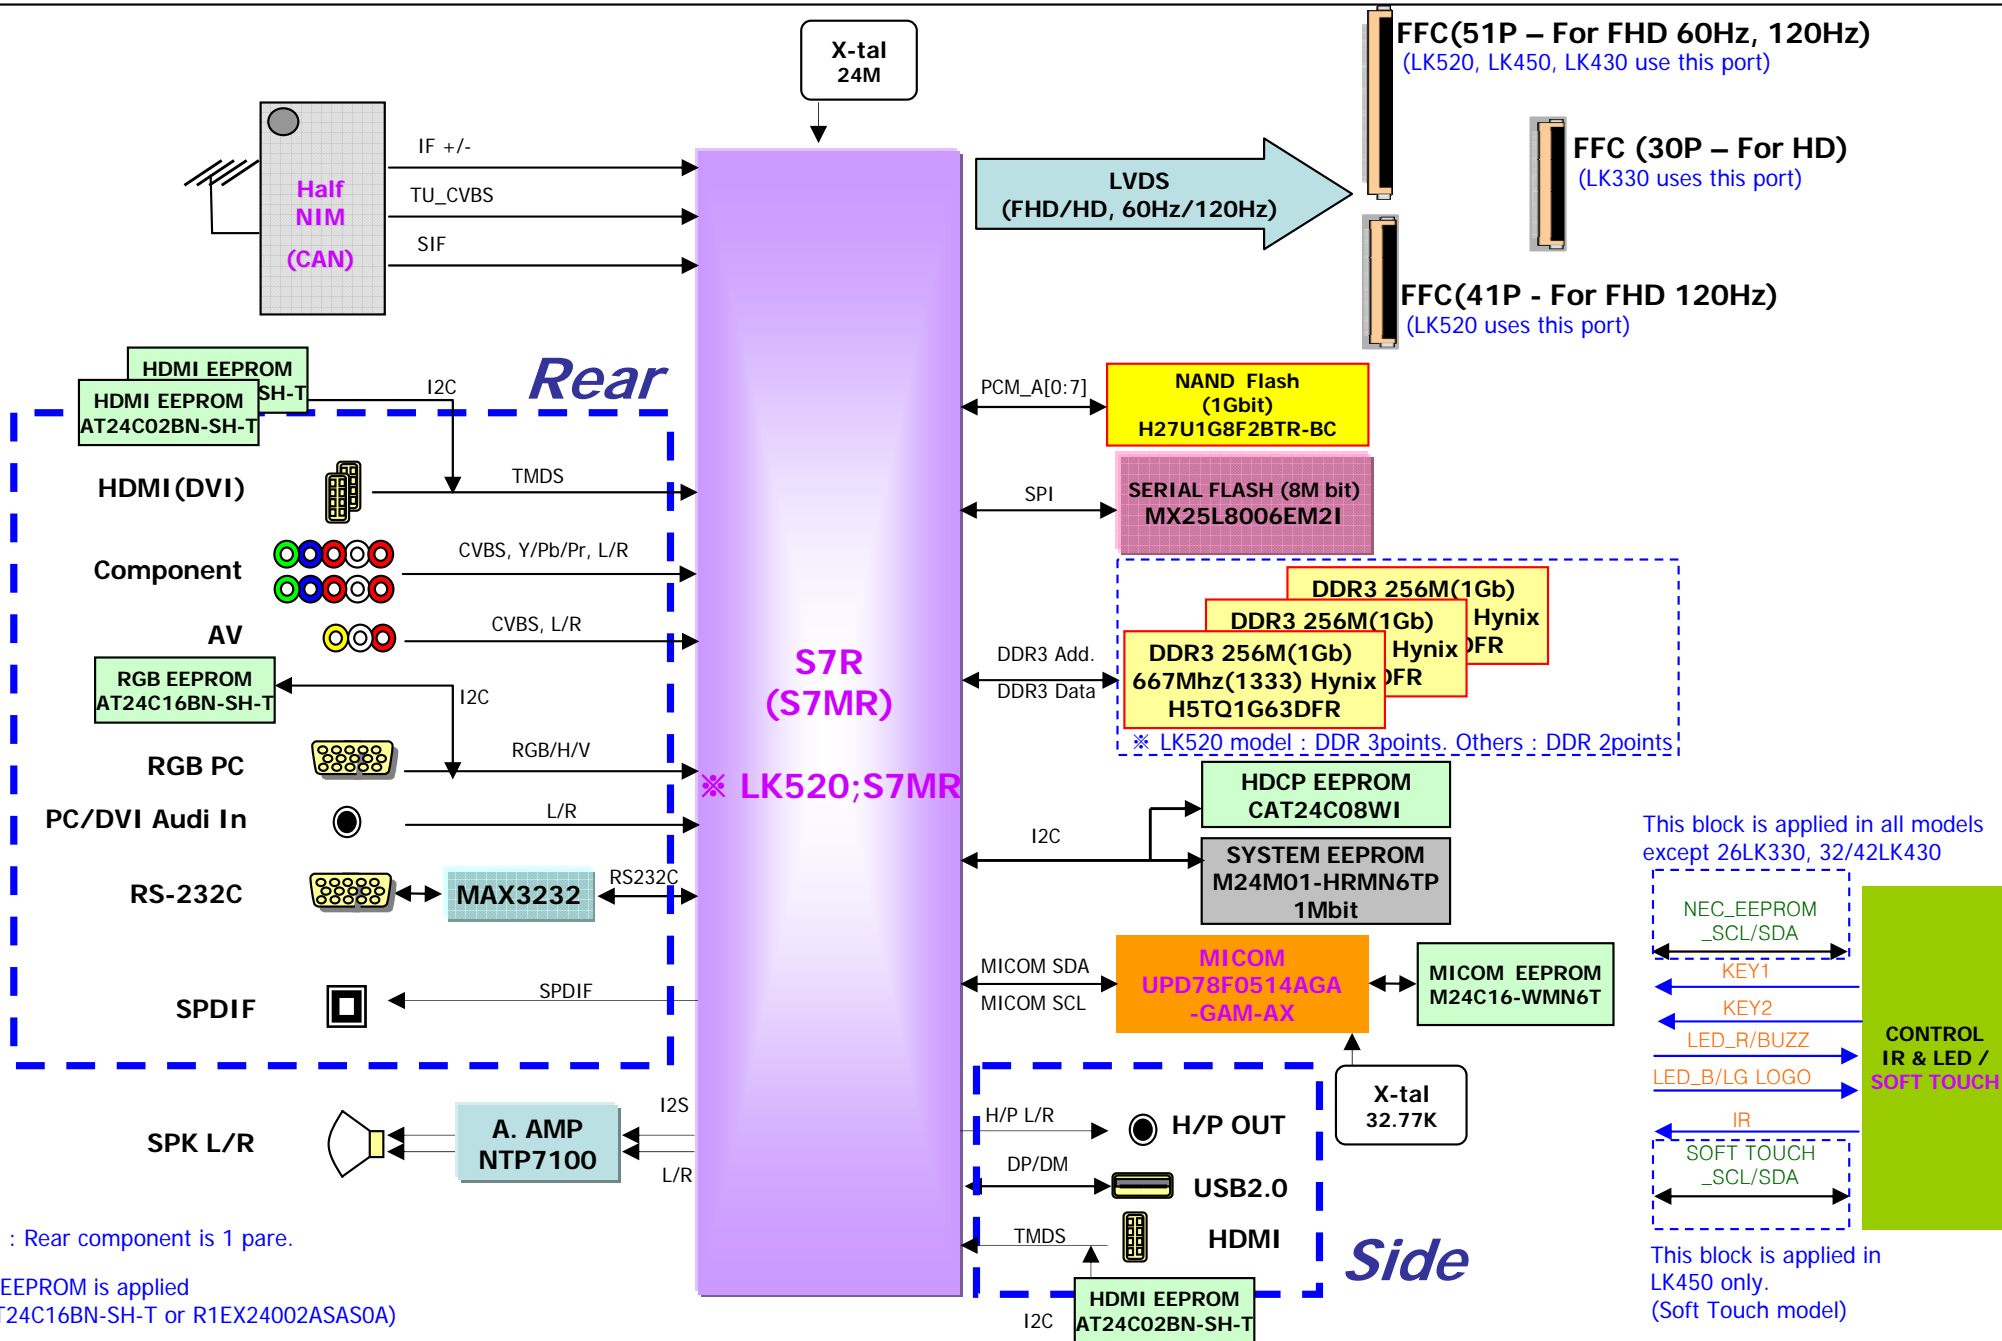 X-tal
24M
FFC(51P – For FHD 60Hz, 120Hz)
(LK520, LK450, LK430 use this port)
FFC (30P – For HD)
(LK330 uses this port)
FFC(41P - For FHD 120Hz)
(LK520 uses this port)
LVDS
(FHD/HD, 60Hz/120Hz)
Half
NIM
(CAN)
IF +/-
TU_CVBS
SIF
Rear
HDMI EEPROM
SH-T
HDMI EEPROM
AT24C02BN-SH-T
I2C
HDMI(DVI)
TMDS
Component
CVBS, Y/Pb/Pr, L/R
AV
CVBS, L/R
RGB EEPROM
AT24C16BN-SH-T
I2C
RGB PC
RGB/H/V
PC/DVI Audi In
L/R
RS-232C
MAX3232
RS232C
SPDIF
SPDIF
SPK L/R
A. AMP
NTP7100
I2S
L/R
S7R
(S7MR)
※ LK520;S7MR
PCM_A[0:7]
NAND Flash
(1Gbit)
H27U1G8F2BTR-BC
SPI
SERIAL FLASH (8M bit)
MX25L8006EM2I
DDR3 Add.
DDR3 Data
DDR3 256M(1Gb)
Hynix
DFR
DDR3 256M(1Gb)
Hynix
DFR
DDR3 256M(1Gb)
667Mhz(1333) Hynix
H5TQ1G63DFR
※ LK520 model : DDR 3points. Others : DDR 2points
I2C
HDCP EEPROM
CAT24C08WI
SYSTEM EEPROM
M24M01-HRMN6TP
1Mbit
MICOM SDA
MICOM SCL
MICOM
UPD78F0514AGA
-GAM-AX
MICOM EEPROM
M24C16-WMN6T
X-tal
32.77K
H/P L/R
H/P OUT
DP/DM
USB2.0
TMDS
HDMI
Side
I2C
HDMI EEPROM
AT24C02BN-SH-T
This block is applied in all models
except 26LK330, 32/42LK430
NEC_EEPROM
_SCL/SDA
KEY1
KEY2
LED_R/BUZZ
LED_B/LG LOGO
IR
SOFT TOUCH
_SCL/SDA
CONTROL
IR & LED /
SOFT TOUCH
This block is applied in
LK450 only.
(Soft Touch model)
: Rear component is 1 pare.
EEPROM is applied
T24C16BN-SH-T or R1EX24002ASAS0A)